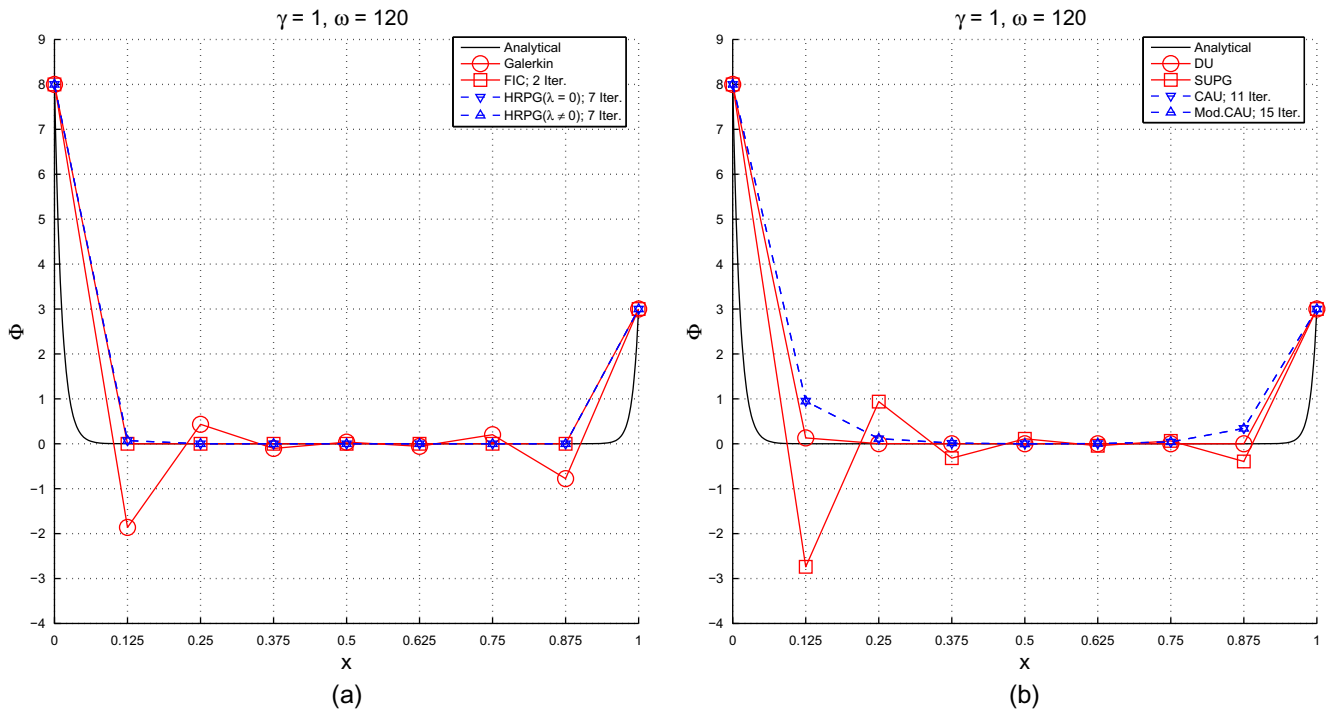 γ = 1, ω = 120
Analytical
Galerkin
FIC; 2 Iter.
HRPG(λ = 0); 7 Iter.
HRPG(λ ≠ 0); 7 Iter.
9
8
7
6
5
4
3
2
1
0
−1
−2
−3
−4
Φ
0
0.125
0.25
0.375
0.5
0.625
0.75
0.875
1
x
(a)
γ = 1, ω = 120
Analytical
DU
SUPG
CAU; 11 Iter.
Mod.CAU; 15 Iter.
9
8
7
6
5
4
3
2
1
0
−1
−2
−3
−4
Φ
0
0.125
0.25
0.375
0.5
0.625
0.75
0.875
1
x
(b)